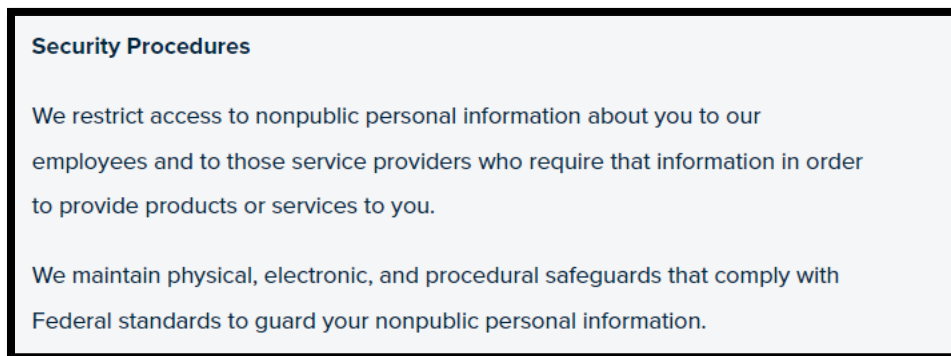 Security Procedures
We restrict access to nonpublic personal information about you to our
employees and to those service providers who require that information in order
to provide products or services to you.
We maintain physical, electronic, and procedural safeguards that comply with
Federal standards to guard your nonpublic personal information.